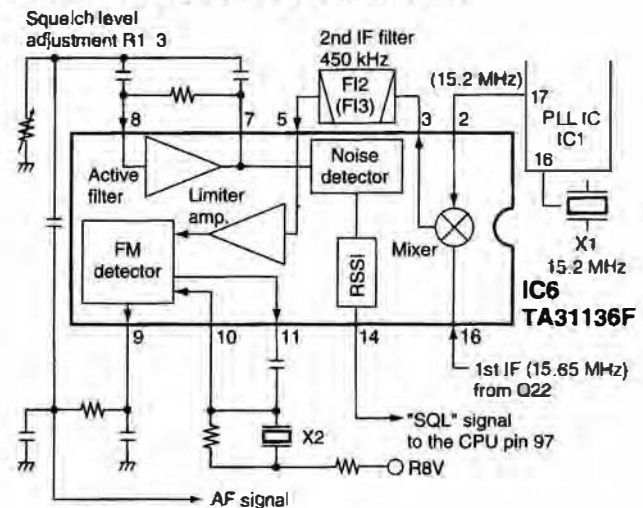 Squelch level
adjustment R1 3
2nd IF filter
450 kHz
FI2
(FI3)
(15.2 MHz)
17
PLL IC
IC1
16
X1
15.2 MHz
8
7
5
3
2
Active
filter
Limiter
amp.
Noise
detector
FM
detector
RSSI
Mixer
IC6
TA31136F
9
10
11
14
16
1st IF (15.65 MHz)
from Q22
"SQL" signal
to the CPU pin 97
X2
R8V
AF signal